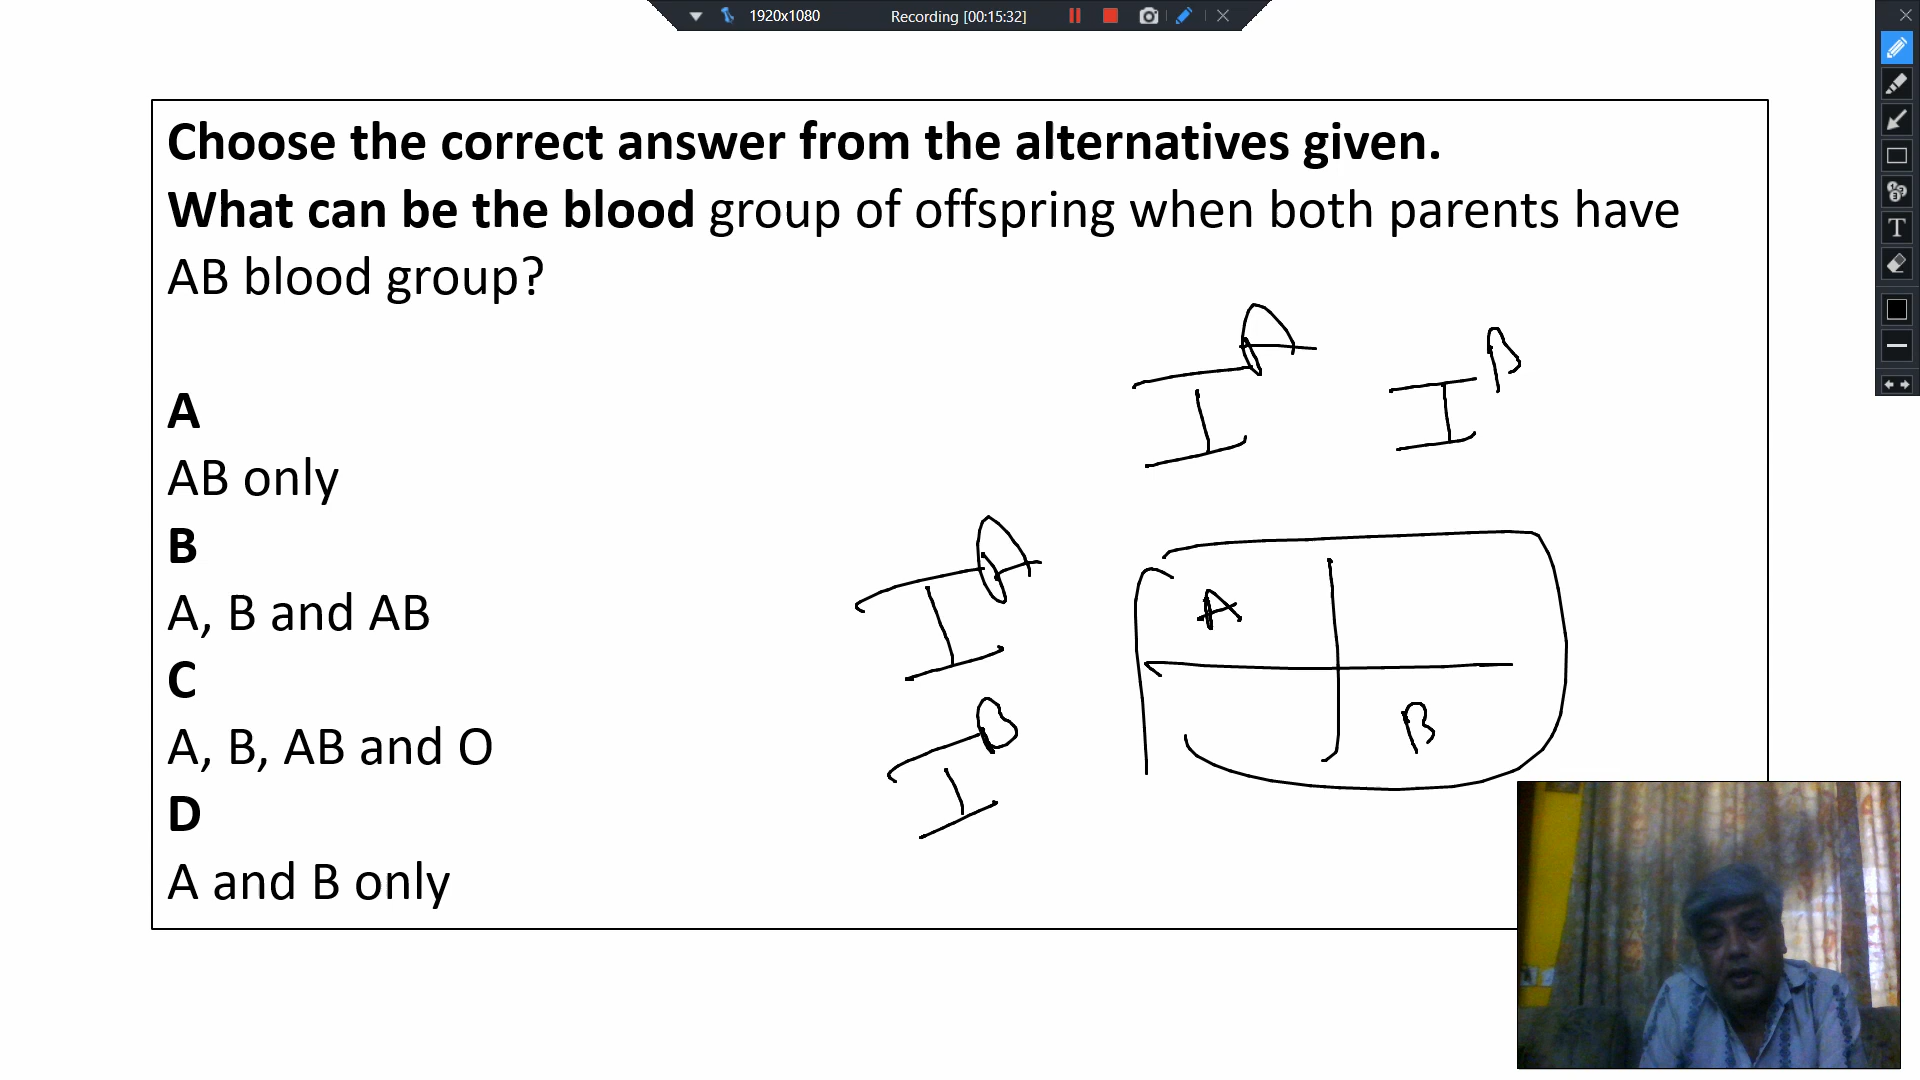 1920x1080 Recording [00:15:32]
Choose the correct answer from the alternatives given.
What can be the blood group of offspring when both parents have
AB blood group?
A
AB only
B
A, B and AB
C
A, B, AB and O
D
A and B only
I^A I^B
I^A
I^B
A
B
T